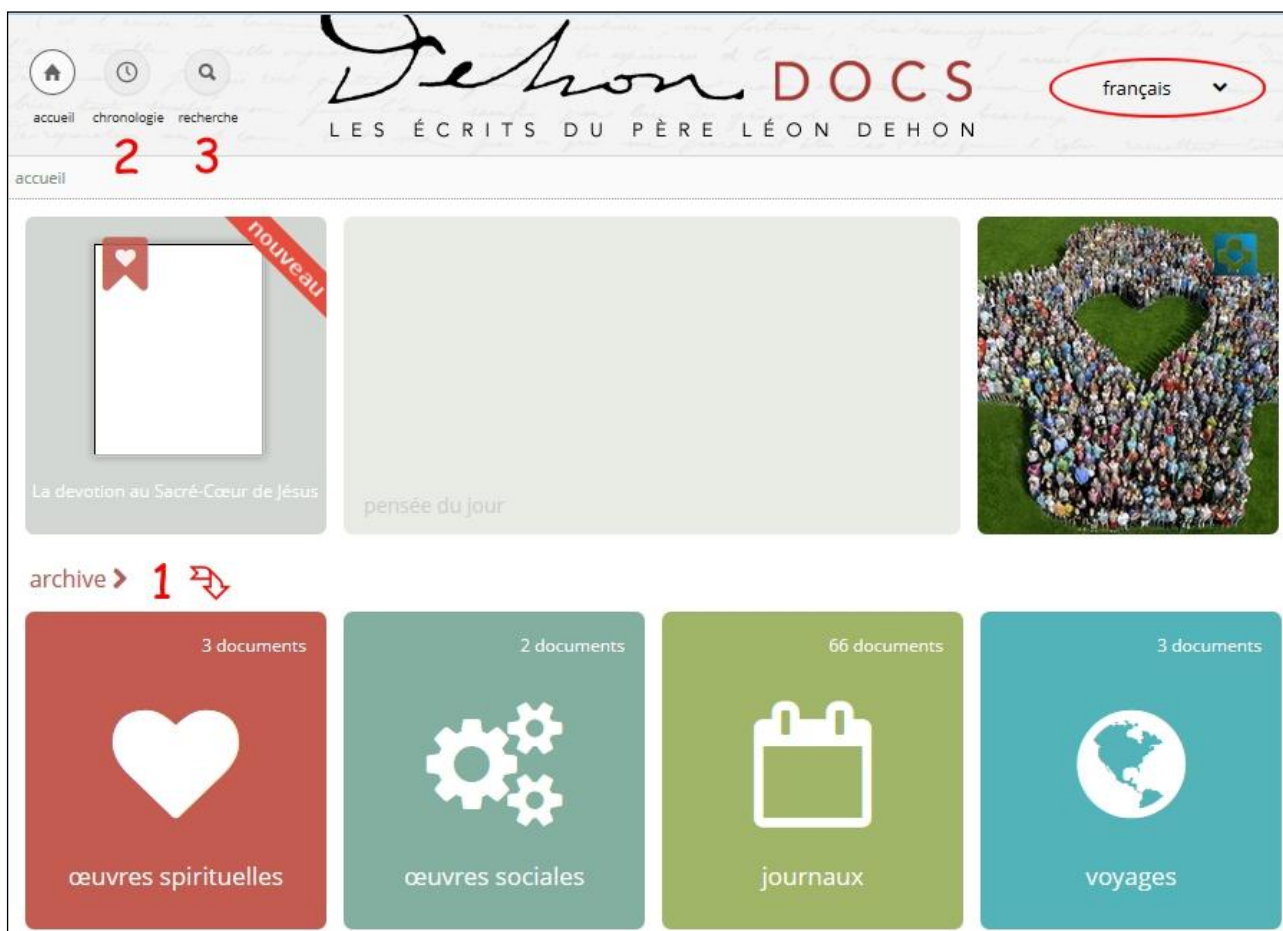 Dehon DOCS
LES ÉCRITS DU PÈRE LÉON DEHON
accueil chronologie recherche
2 3
français
accueil
nouveau
La devotion au Sacré-Cœur de Jésus
pensée du jour
archive
1
3 documents
œuvres spirituelles
2 documents
œuvres sociales
66 documents
journaux
3 documents
voyages